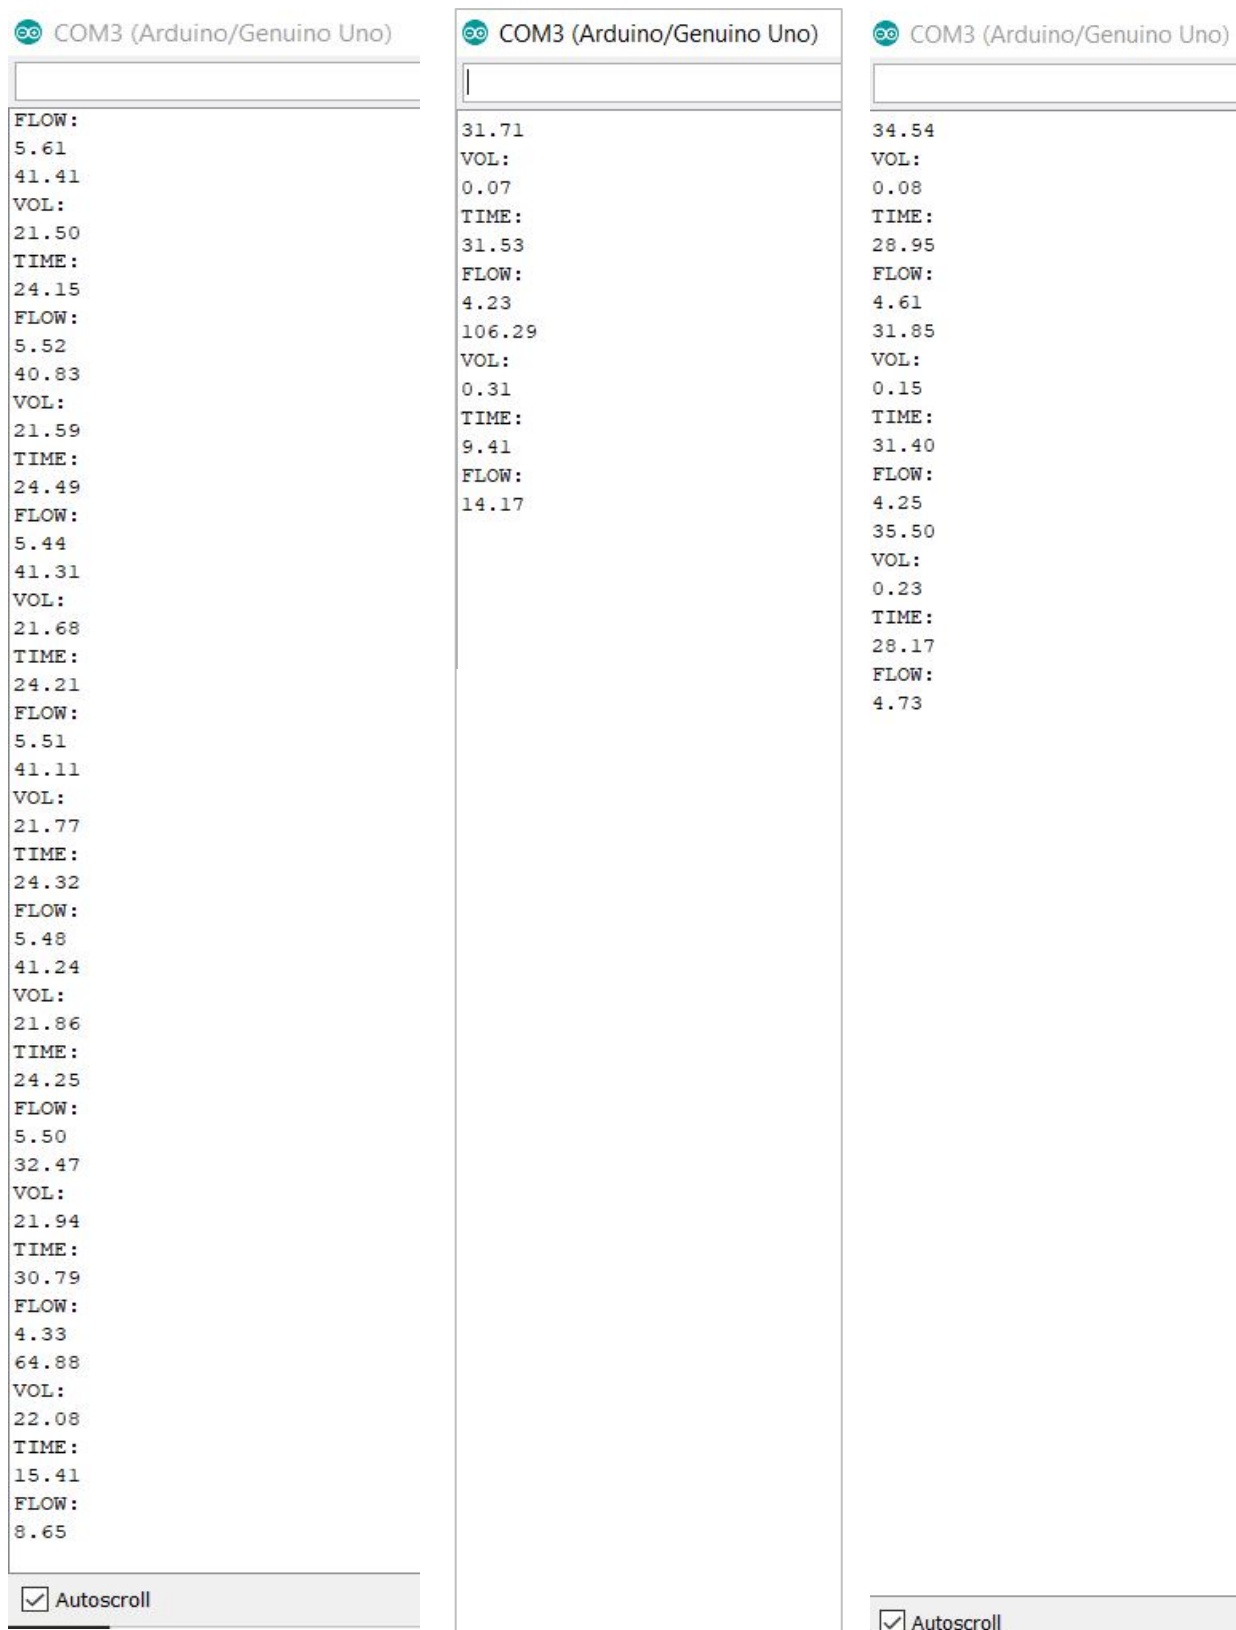 COM3 (Arduino/Genuino Uno)
FLOW:
5.61
41.41
VOL:
21.50
TIME:
24.15
FLOW:
5.52
40.83
VOL:
21.59
TIME:
24.49
FLOW:
5.44
41.31
VOL:
21.68
TIME:
24.21
FLOW:
5.51
41.11
VOL:
21.77
TIME:
24.32
FLOW:
5.48
41.24
VOL:
21.86
TIME:
24.25
FLOW:
5.50
32.47
VOL:
21.94
TIME:
30.79
FLOW:
4.33
64.88
VOL:
22.08
TIME:
15.41
FLOW:
8.65
Autoscroll
COM3 (Arduino/Genuino Uno)
31.71
VOL:
0.07
TIME:
31.53
FLOW:
4.23
106.29
VOL:
0.31
TIME:
9.41
FLOW:
14.17
COM3 (Arduino/Genuino Uno)
34.54
VOL:
0.08
TIME:
28.95
FLOW:
4.61
31.85
VOL:
0.15
TIME:
31.40
FLOW:
4.25
35.50
VOL:
0.23
TIME:
28.17
FLOW:
4.73
Autoscroll